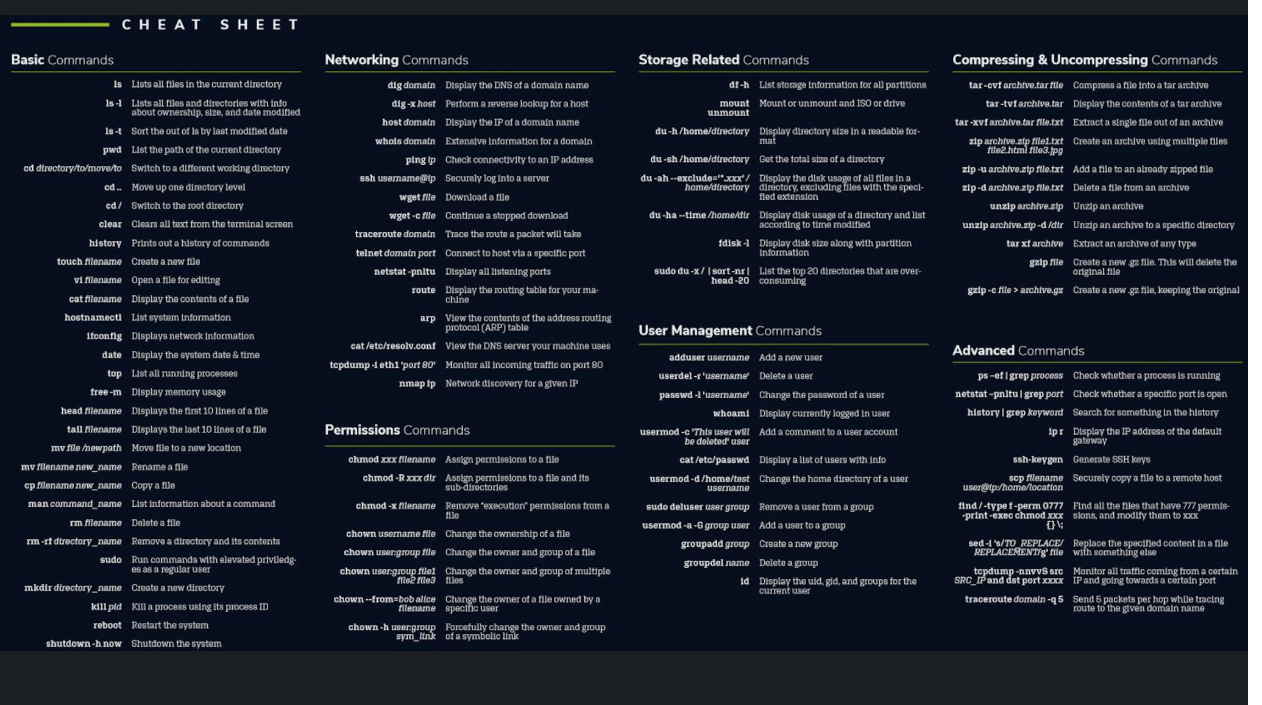 CHEAT SHEET
Basic Commands
ls Lists all files in the current directory
ls -l Lists all files and directories with info
about ownership, size, and date modified
ls -t Sort the out of ls by last modified date
pwd List the path of the current directory
cd directory/to/move/to Switch to a different working directory
cd .. Move up one directory level
cd / Switch to the root directory
clear Clears all text from the terminal screen
history Prints out a history of commands
touch filename Create a new file
vi filename Open a file for editing
cat filename Display the contents of a file
hostnamectl List system information
ifconfig Displays network information
date Display the system date & time
top List all running processes
free -m Display memory usage
head filename Displays the first 10 lines of a file
tail filename Displays the last 10 lines of a file
mv file /newpath Move file to a new location
mv filename new_name Rename a file
cp filename new_name Copy a file
man command_name List information about a command
rm filename Delete a file
rm -rf directory_name Remove a directory and its contents
sudo Run commands with elevated priviledg-
es as a regular user
mkdir directory_name Create a new directory
kill pid Kill a process using its process ID
reboot Restart the system
shutdown -h now Shutdown the system
Networking Commands
dig domain Display the DNS of a domain name
dig -x host Perform a reverse lookup for a host
host domain Display the IP of a domain name
whois domain Extensive information for a domain
ping ip Check connectivity to an IP address
ssh username@ip Securely log into a server
wget file Download a file
wget -c file Continue a stopped download
traceroute domain Trace the route a packet will take
telnet domain port Connect to host via a specific port
netstat -pnltu Display all listening ports
route Display the routing table for your ma-
chine
arp View the contents of the address routing
protocol (ARP) table
cat /etc/resolv.conf View the DNS server your machine uses
tcpdump -i eth1 'port 80' Monitor all incoming traffic on port 80
nmap ip Network discovery for a given IP
Permissions Commands
chmod xxx filename Assign permissions to a file
chmod -R xxx dir Assign permissions to a file and its
sub-directories
chmod -x filename Remove "execution" permissions from a
file
chown username file Change the ownership of a file
chown user:group file Change the owner and group of a file
chown user:group file1 Change the owner and group of multiple
file2 file3 files
chown --from=bob alice Change the owner of a file owned by a
filename specific user
chown -h user:group Forcefully change the owner and group
sym_link of a symbolic link
Storage Related Commands
df -h List storage information for all partitions
mount Mount or unmount and ISO or drive
unmount
du -h /home/directory Display directory size in a readable for-
mat
du -sh /home/directory Get the total size of a directory
du -ah --exclude="*.xxx" / Display the disk usage of all files in a
home/directory directory, excluding files with the speci-
fied extension
du -ha --time /home/dir Display disk usage of a directory and list
according to time modified
fdisk -l Display disk size along with partition
information
sudo du -x / | sort -nr | List the top 20 directories that are over-
head -20 consuming
User Management Commands
adduser username Add a new user
userdel -r 'username' Delete a user
passwd -l 'username' Change the password of a user
whoami Display currently logged in user
usermod -c 'This user will Add a comment to a user account
be deleted' user
cat /etc/passwd Display a list of users with info
usermod -d /home/test Change the home directory of a user
username
sudo deluser user group Remove a user from a group
usermod -a -G group user Add a user to a group
groupadd group Create a new group
groupdel name Delete a group
id Display the uid, gid, and groups for the
current user
Compressing & Uncompressing Commands
tar -cvf archive.tar file Compress a file into a tar archive
tar -tvf archive.tar Display the contents of a tar archive
tar -xvf archive.tar file.txt Extract a single file out of an archive
zip archive.zip file1.txt Create an archive using multiple files
file2.html file3.jpg
zip -u archive.zip file.txt Add a file to an already zipped file
zip -d archive.zip file.txt Delete a file from an archive
unzip archive.zip Unzip an archive
unzip archive.zip -d /dir Unzip an archive to a specific directory
tar xf archive Extract an archive of any type
gzip file Create a new .gz file. This will delete the
original file
gzip -c file > archive.gz Create a new .gz file, keeping the original
Advanced Commands
ps –ef | grep process Check whether a process is running
netstat –pnltu | grep port Check whether a specific port is open
history | grep keyword Search for something in the history
ip r Display the IP address of the default
gateway
ssh-keygen Generate SSH keys
scp filename Securely copy a file to a remote host
user@ip:/home/location
find / -type f -perm 0777 Find all the files that have 777 permis-
-print -exec chmod xxx sions, and modify them to xxx
{} \;
sed -i 's/TO_REPLACE/ Replace the specified content in a file
REPLACEMENT/g' file with something else
tcpdump -nnvvS src Monitor all traffic coming from a certain
SRC_IP and dst port xxxx IP and going towards a certain port
traceroute domain -q 5 Send 5 packets per hop while tracing
route to the given domain name